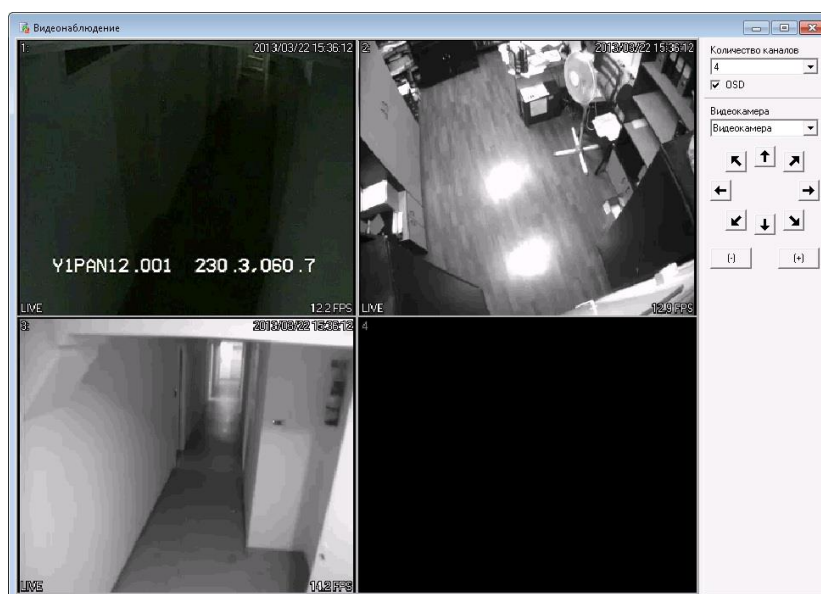 Видеонаблюдение
1:
2013/03/22 15:36:12
Y1PAN12.001 230.3,060.7
LIVE
12.2 FPS
2:
2013/03/22 15:36:12
LIVE
12.9 FPS
3:
2013/03/22 15:36:12
LIVE
14.2 FPS
4
Количество каналов
4
OSD
Видеокамера
Видеокамера
(-)
(+)